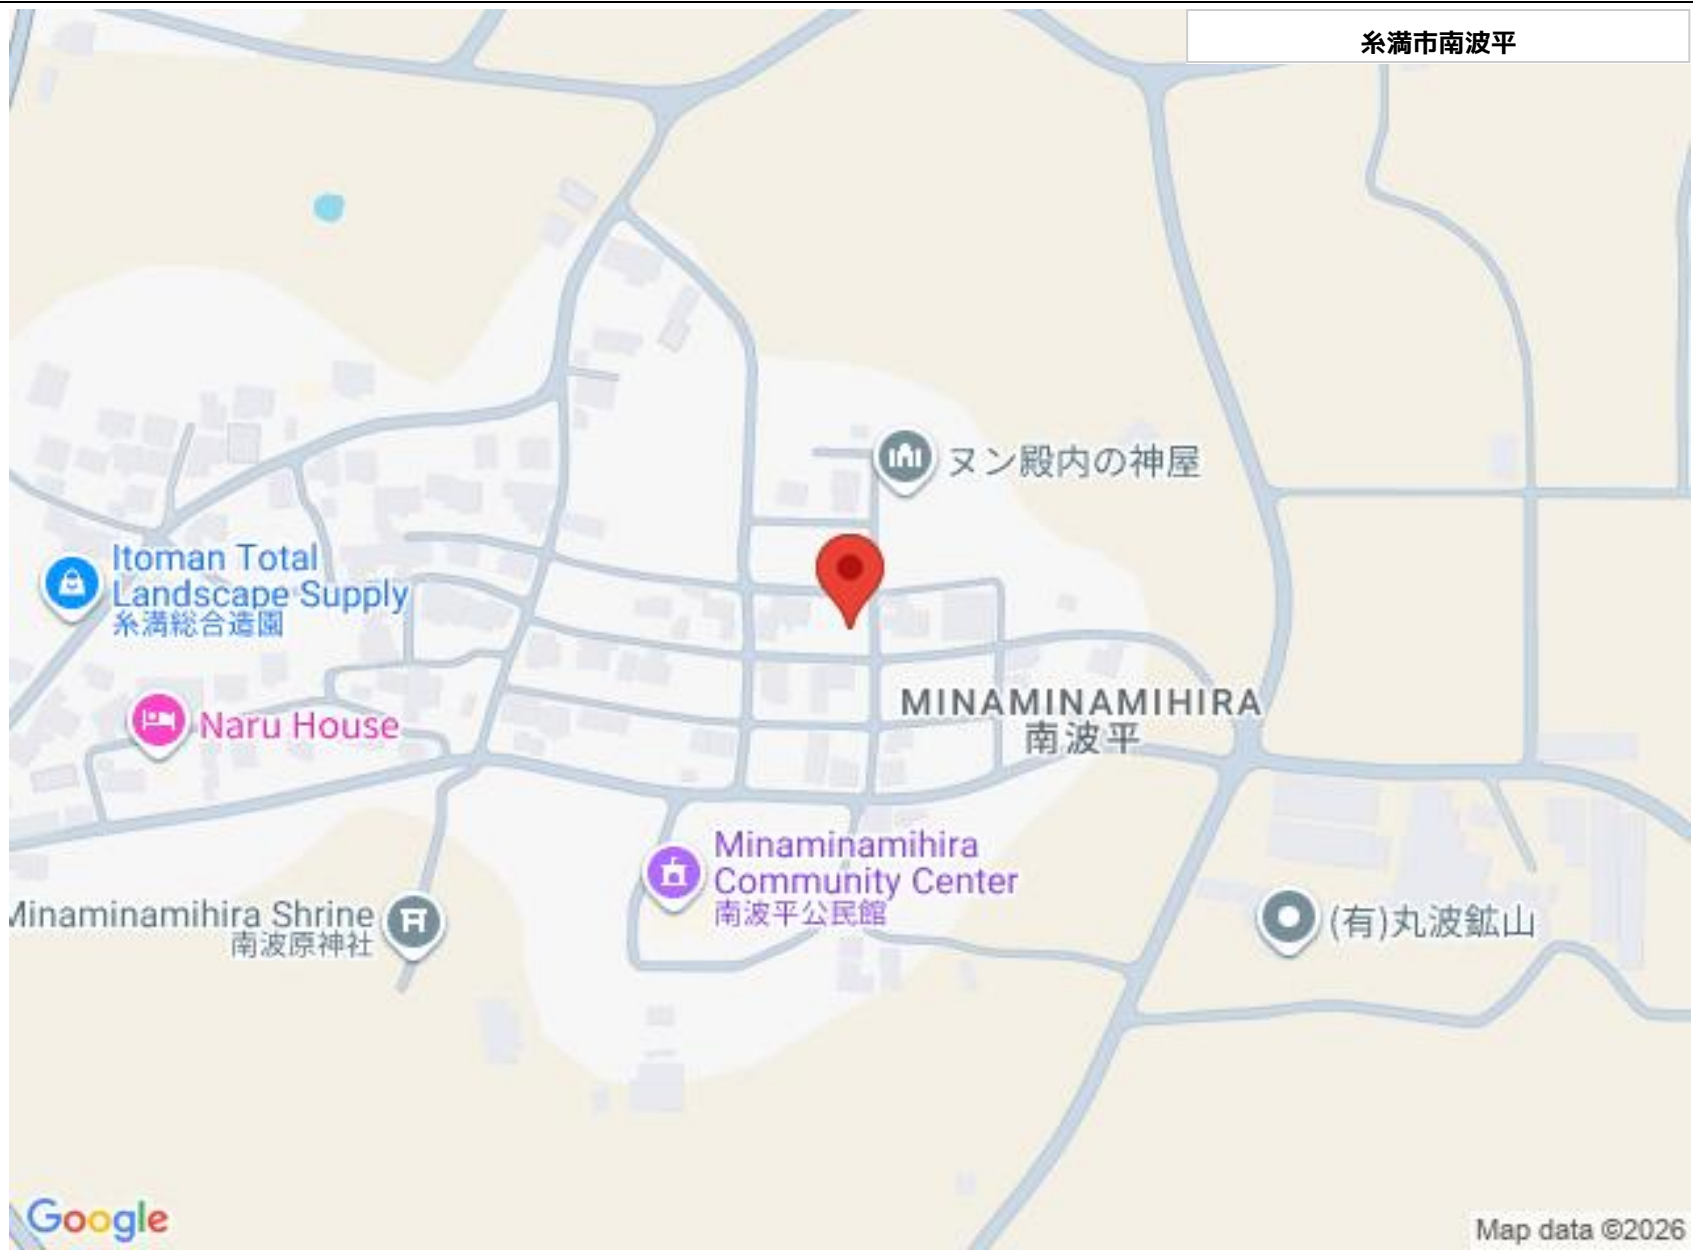 糸満市南波平
ヌン殿内の神屋
Itoman Total
Landscape Supply
糸満総合造園
MINAMINAMIHIRA
南波平
Naru House
Minaminamihira
Community Center
南波平公民館
Minaminamihira Shrine
南波原神社
(有)丸波鉱山
Google
Map data ©2026